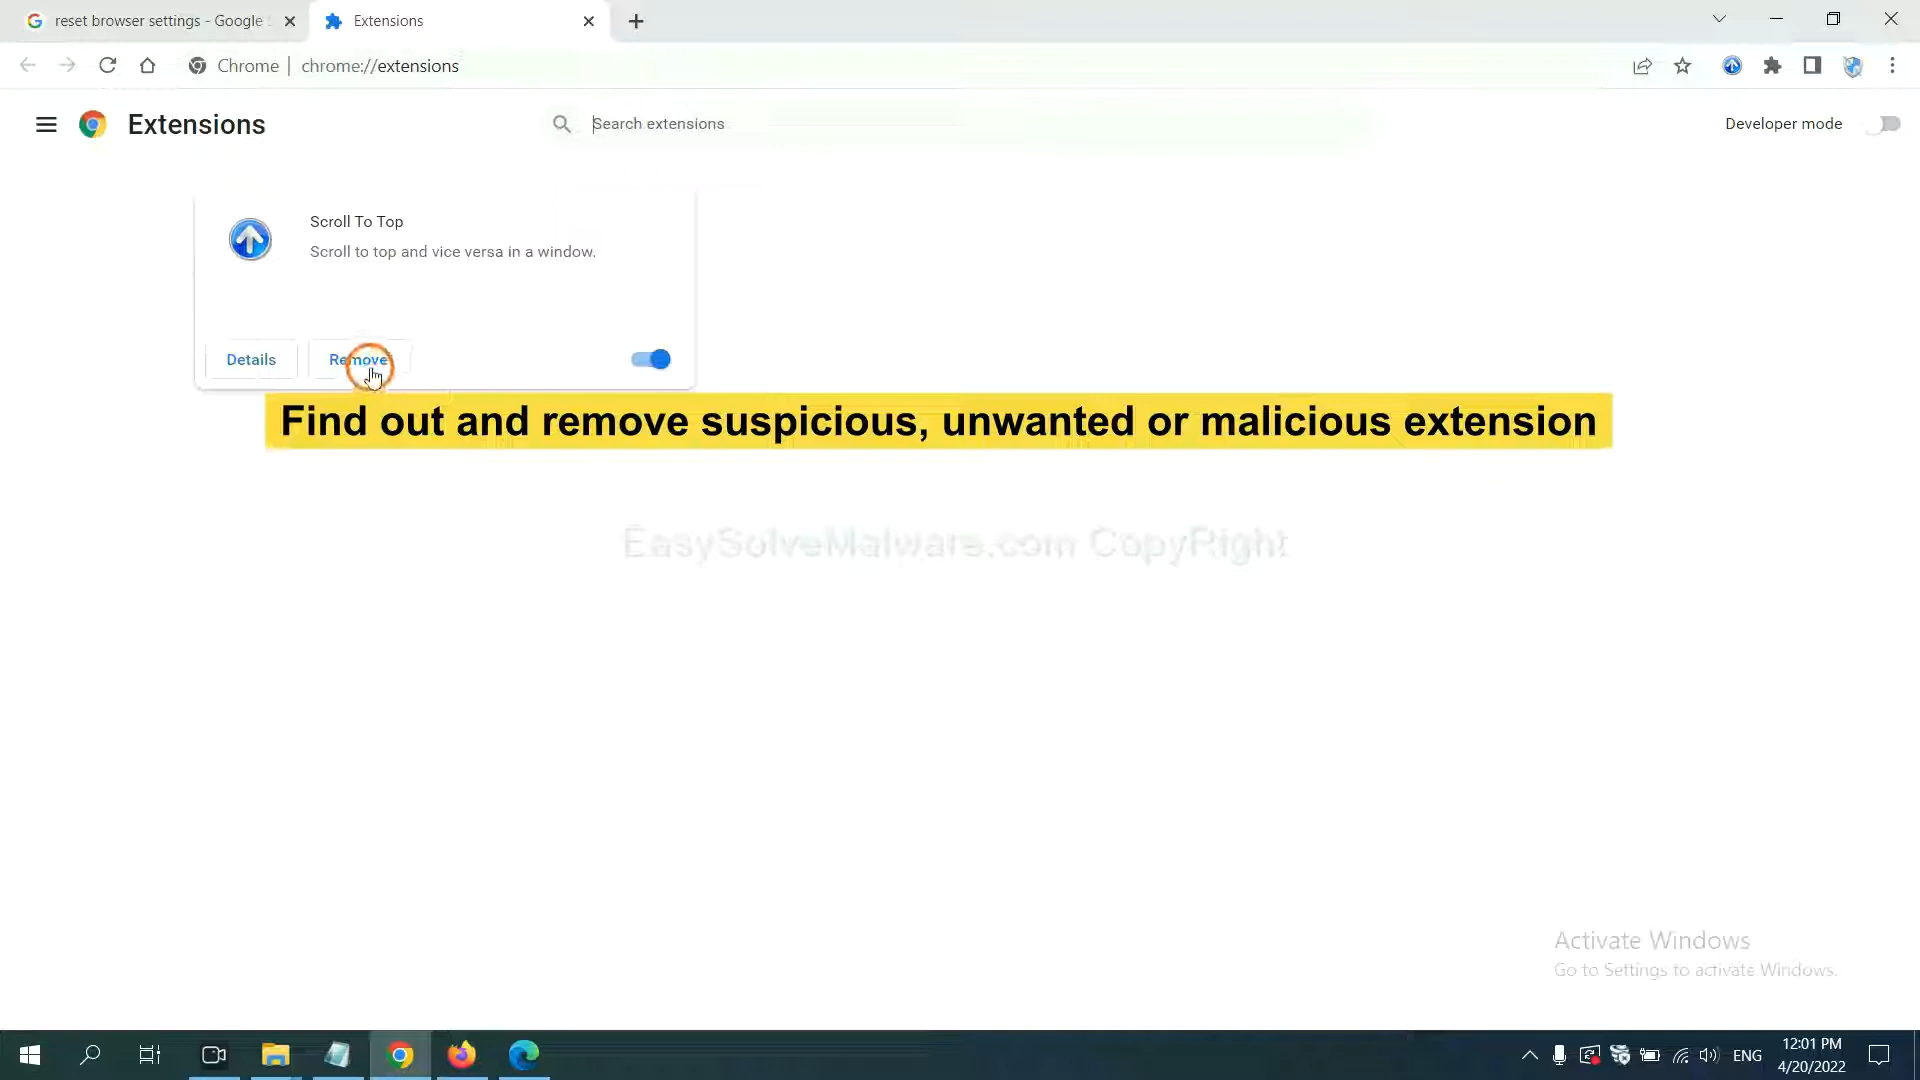 reset browser settings - Google
Extensions
Chrome
chrome://extensions
Extensions
Search extensions
Developer mode
Scroll To Top
Scroll to top and vice versa in a window.
Details
Remove
Find out and remove suspicious, unwanted or malicious extension
EasySolveMalware.com CopyRight
Activate Windows
Go to Settings to activate Windows.
ENG
12:01 PM
4/20/2022